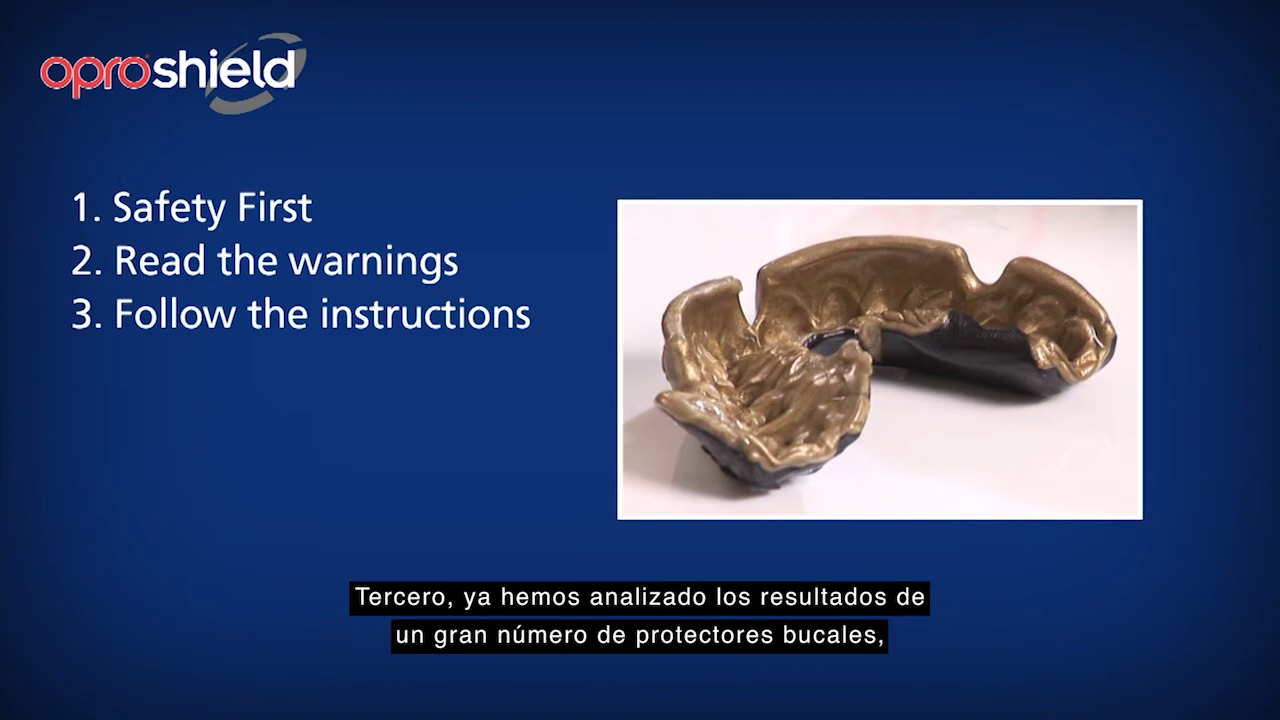 oproshield
1. Safety First
2. Read the warnings
3. Follow the instructions
Tercero, ya hemos analizado los resultados de
un gran número de protectores bucales,